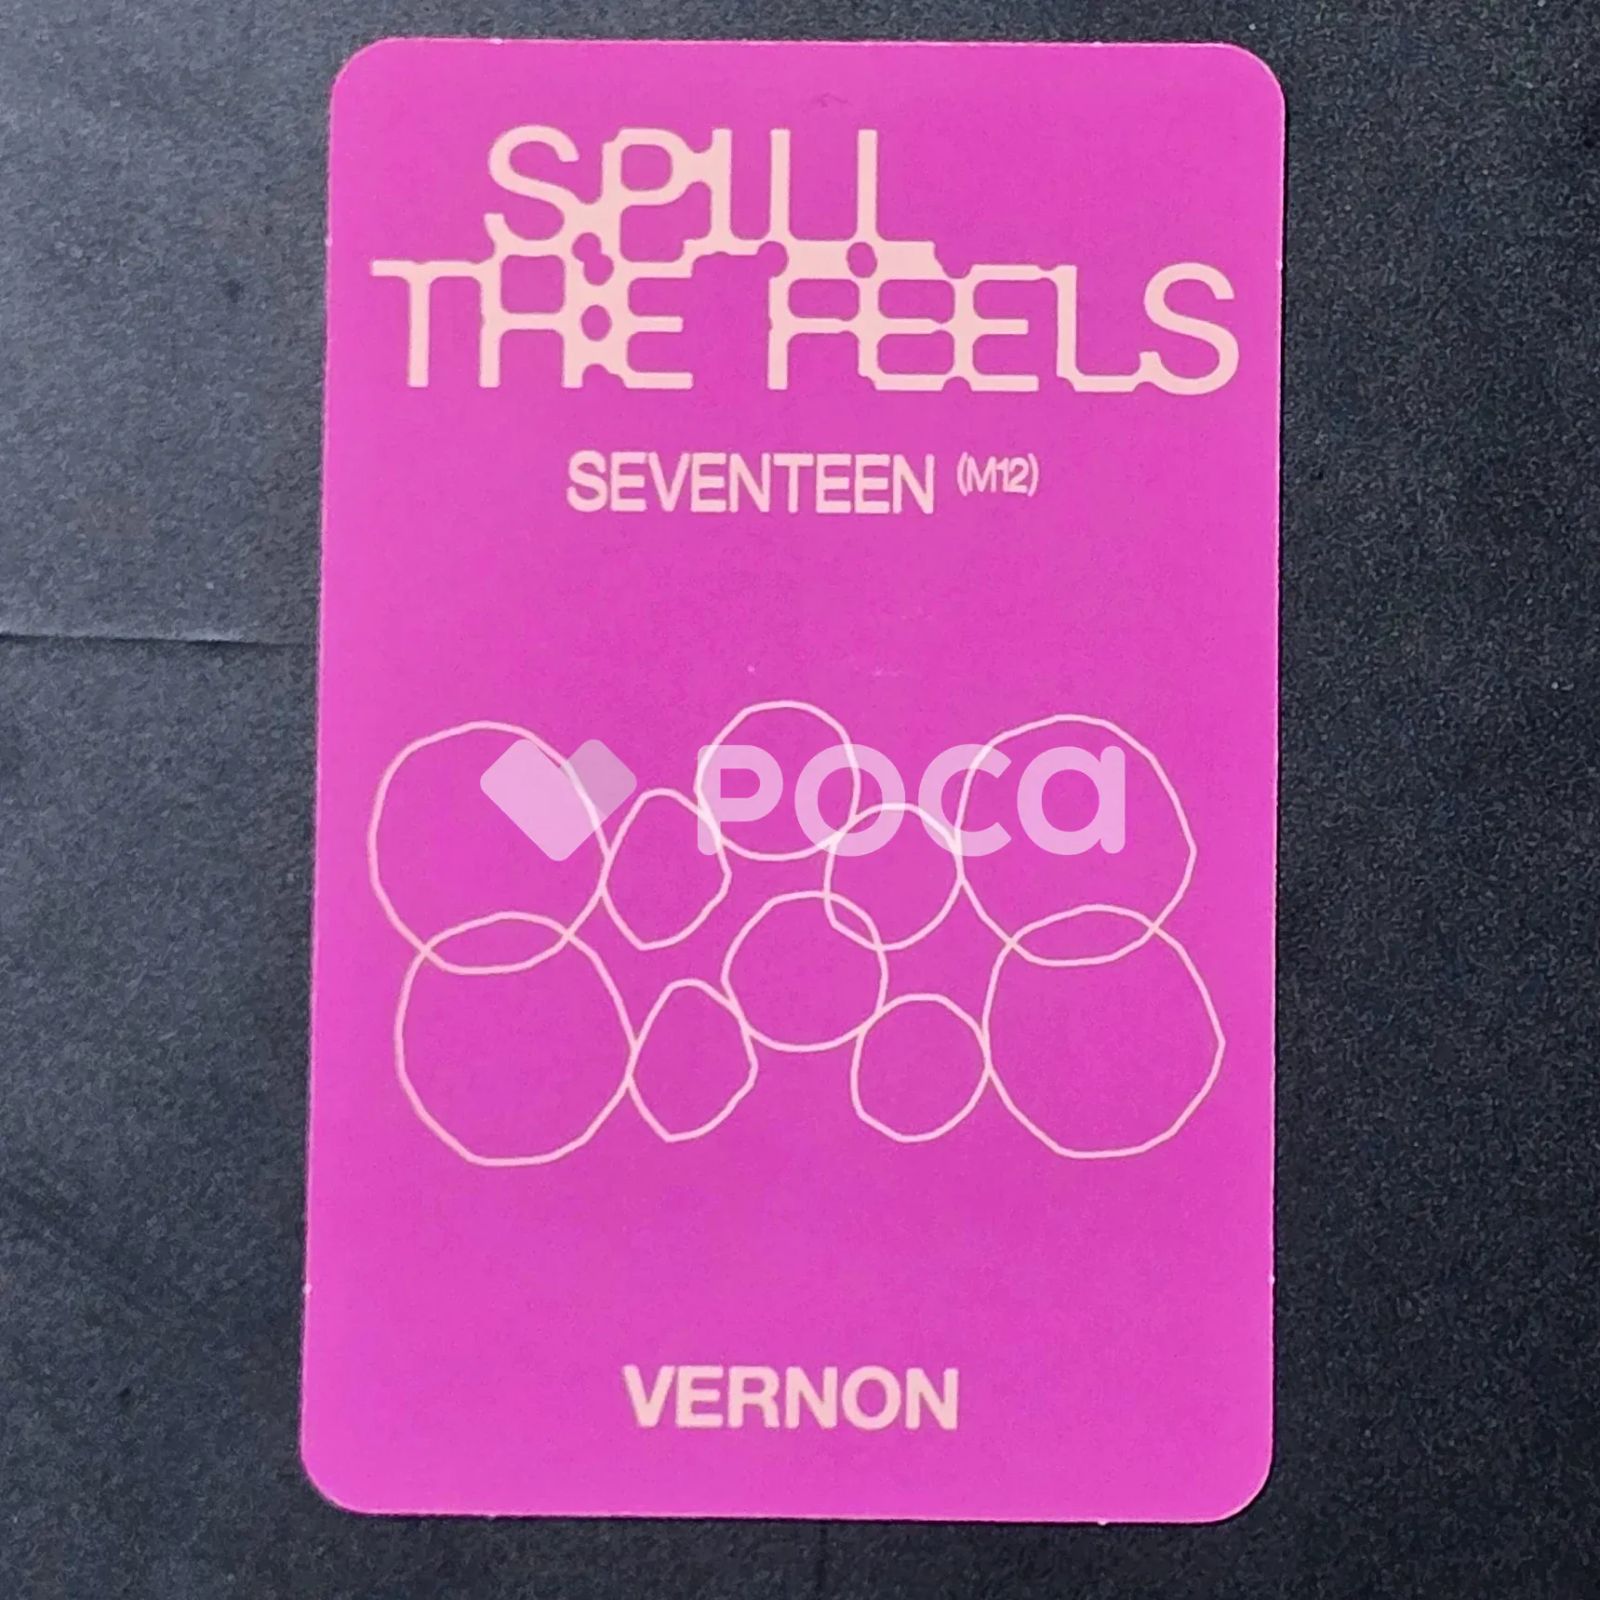 SPILL
THE FEELS
SEVENTEEN (M12)
POCA
VERNON